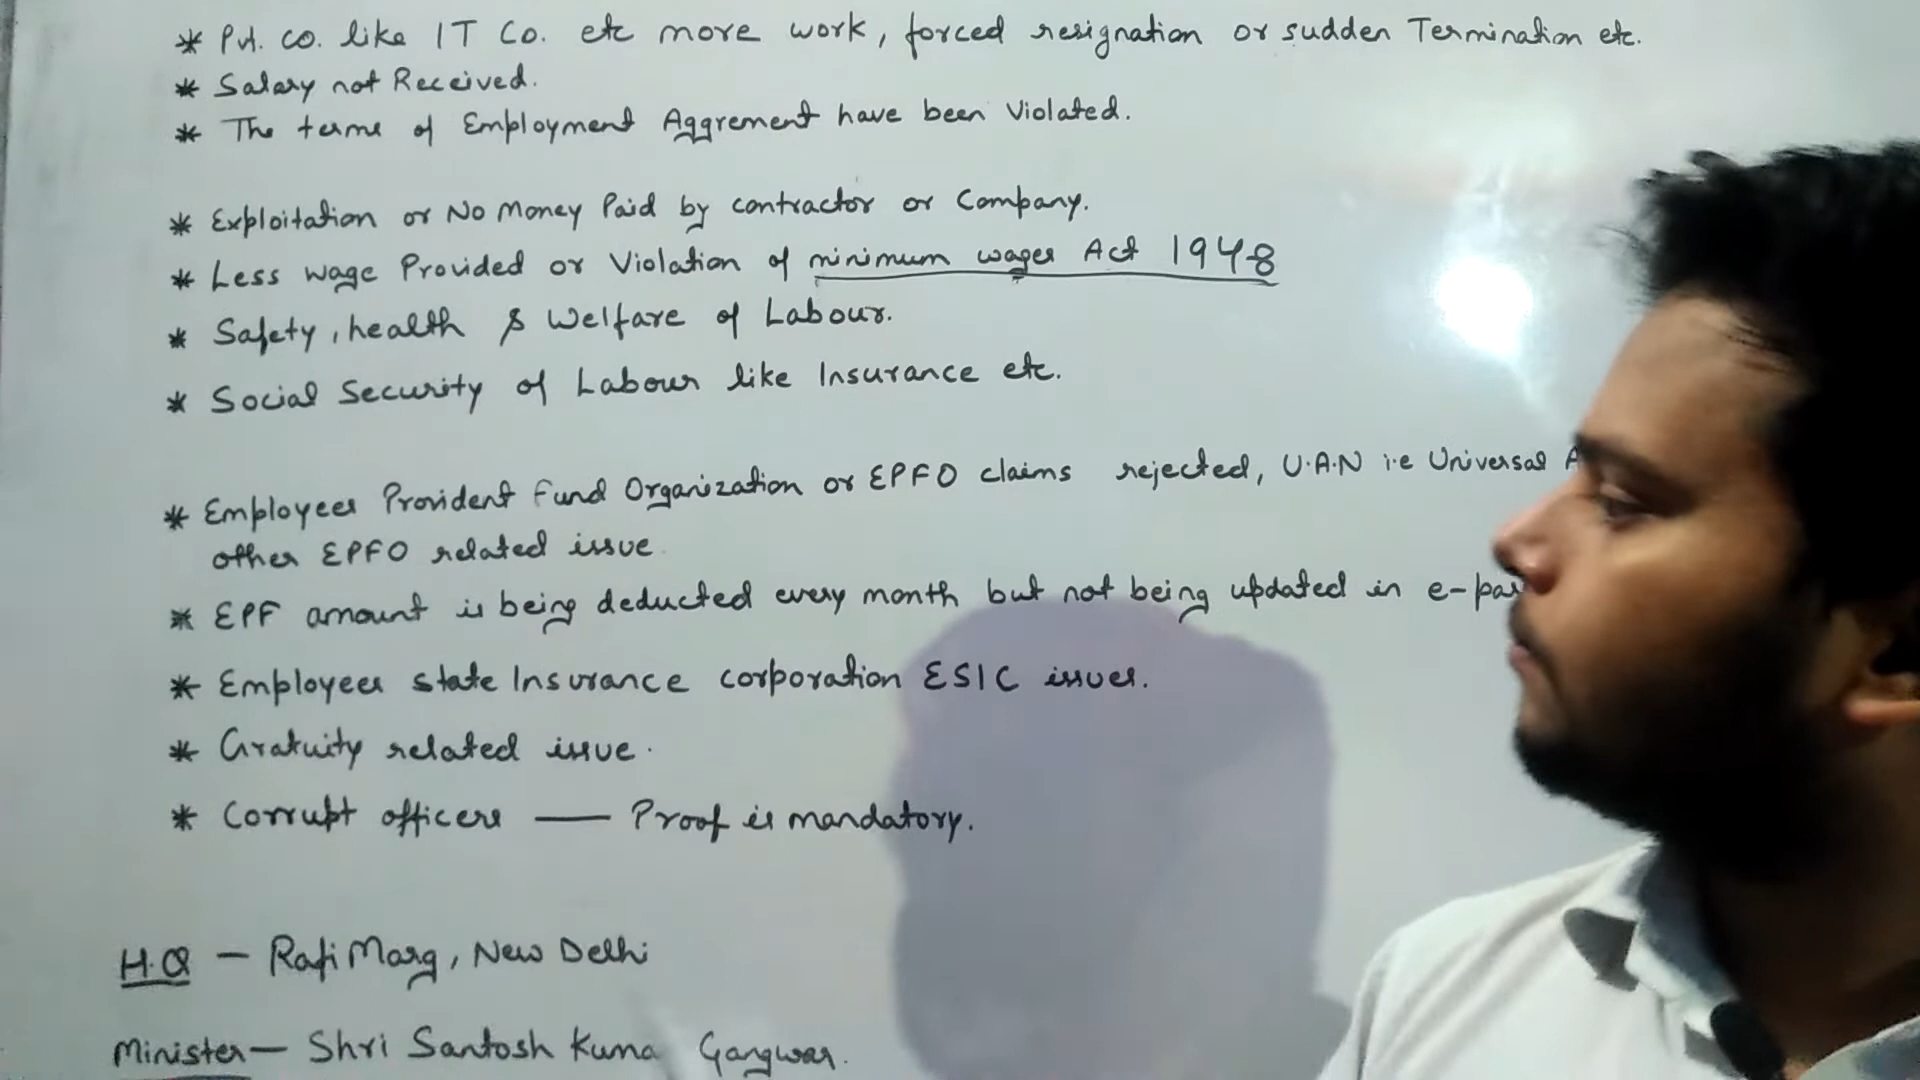 * Pvt. co. like IT Co. etc more work, forced resignation or sudden Termination etc.
* Salary not Received.
* The terms of Employment Aggrement have been Violated.
* Exploitation or No Money Paid by contractor or Company.
* Less wage Provided or Violation of minimum wages Act 1948
* Safety, health & Welfare of Labour.
* Social Security of Labour like Insurance etc.
* Employees Provident Fund Organization or EPFO claims rejected, U.A.N i.e Universal
other EPFO related issue.
* EPF amount is being deducted every month but not being updated in e-pa
* Employees state Insurance corporation ESIC issues.
* Gratuity related issue.
* Corrupt officers — Proof is mandatory.
H.Q — Rafi Marg, New Delhi
Minister — Shri Santosh Kuma Gangwar.